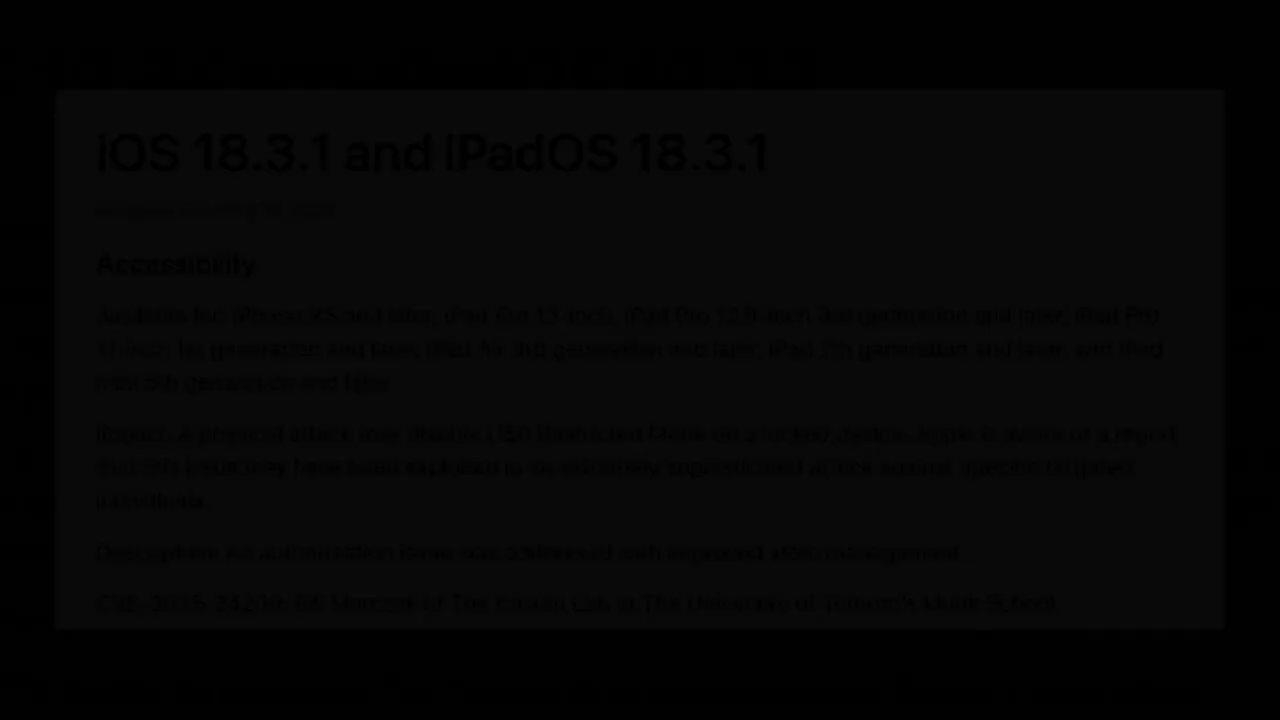 iOS 18.3.1 and iPadOS 18.3.1
Accessibility
Available for: iPhone XS and later, iPad Pro 13-inch, iPad Pro 12.9-inch 3rd generation and later, iPad Pro
11-inch 1st generation and later, iPad Air 3rd generation and later, iPad 7th generation and later, and iPad
mini 5th generation and later
Impact: A physical attack may disable USB Restricted Mode on a locked device. Apple is aware of a report
that this issue may have been exploited in an extremely sophisticated attack against specific targeted
individuals.
Description: An authorization issue was addressed with improved state management.
CVE-2025-24200: Bill Marczak of The Citizen Lab at The University of Toronto's Munk School